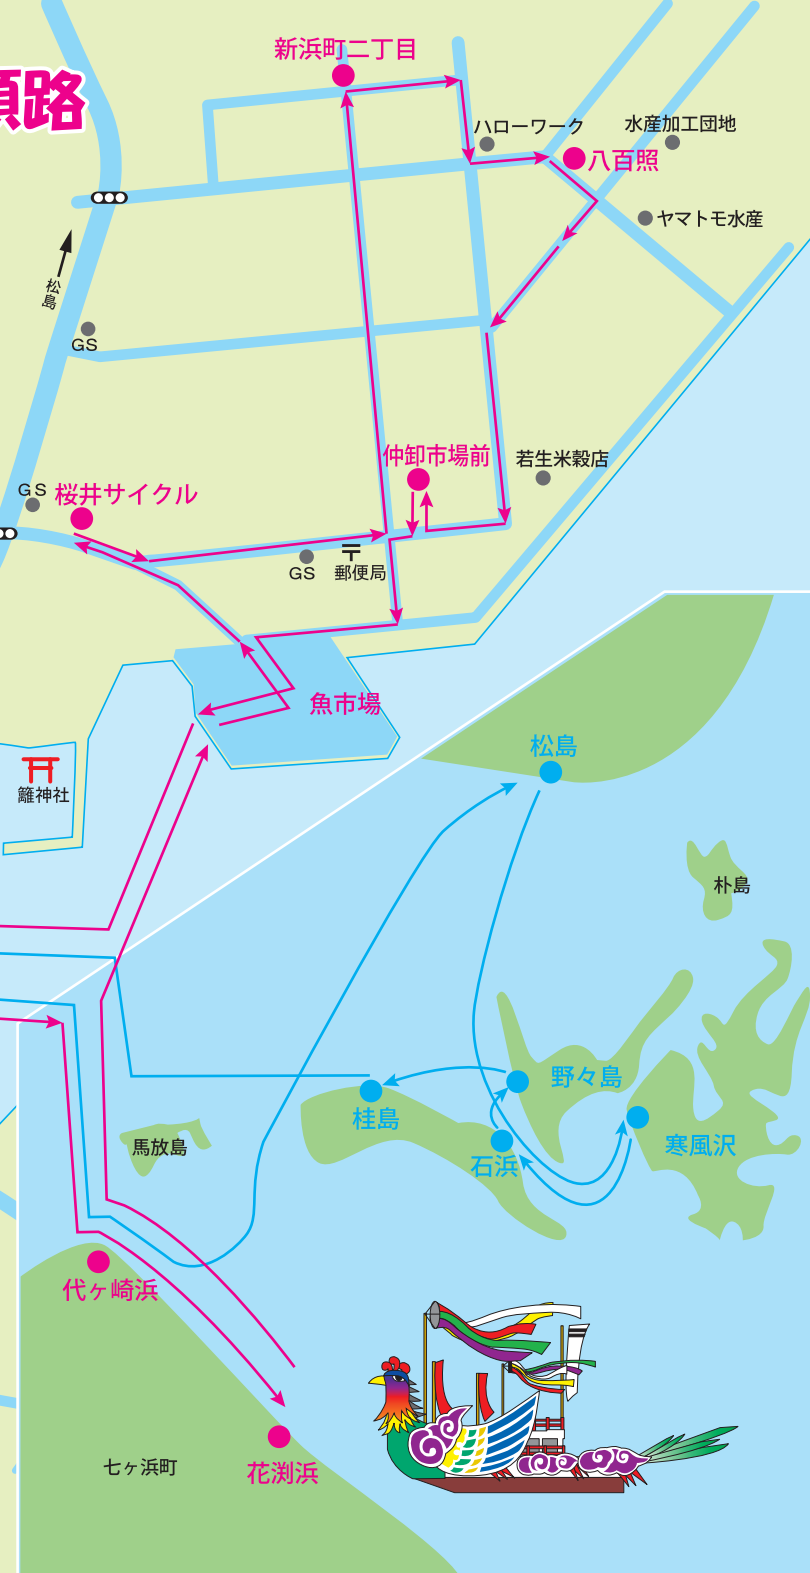 新浜町二丁目
路
ハローワーク
水産加工団地
八百照
ヤマトモ水産
松島
GS
仲卸市場前
若生米穀店
GS
桜井サイクル
〒
GS
郵便局
魚市場
松島
籬神社
朴島
野々島
桂島
寒風沢
馬放島
石浜
代ヶ崎浜
七ヶ浜町
花渕浜